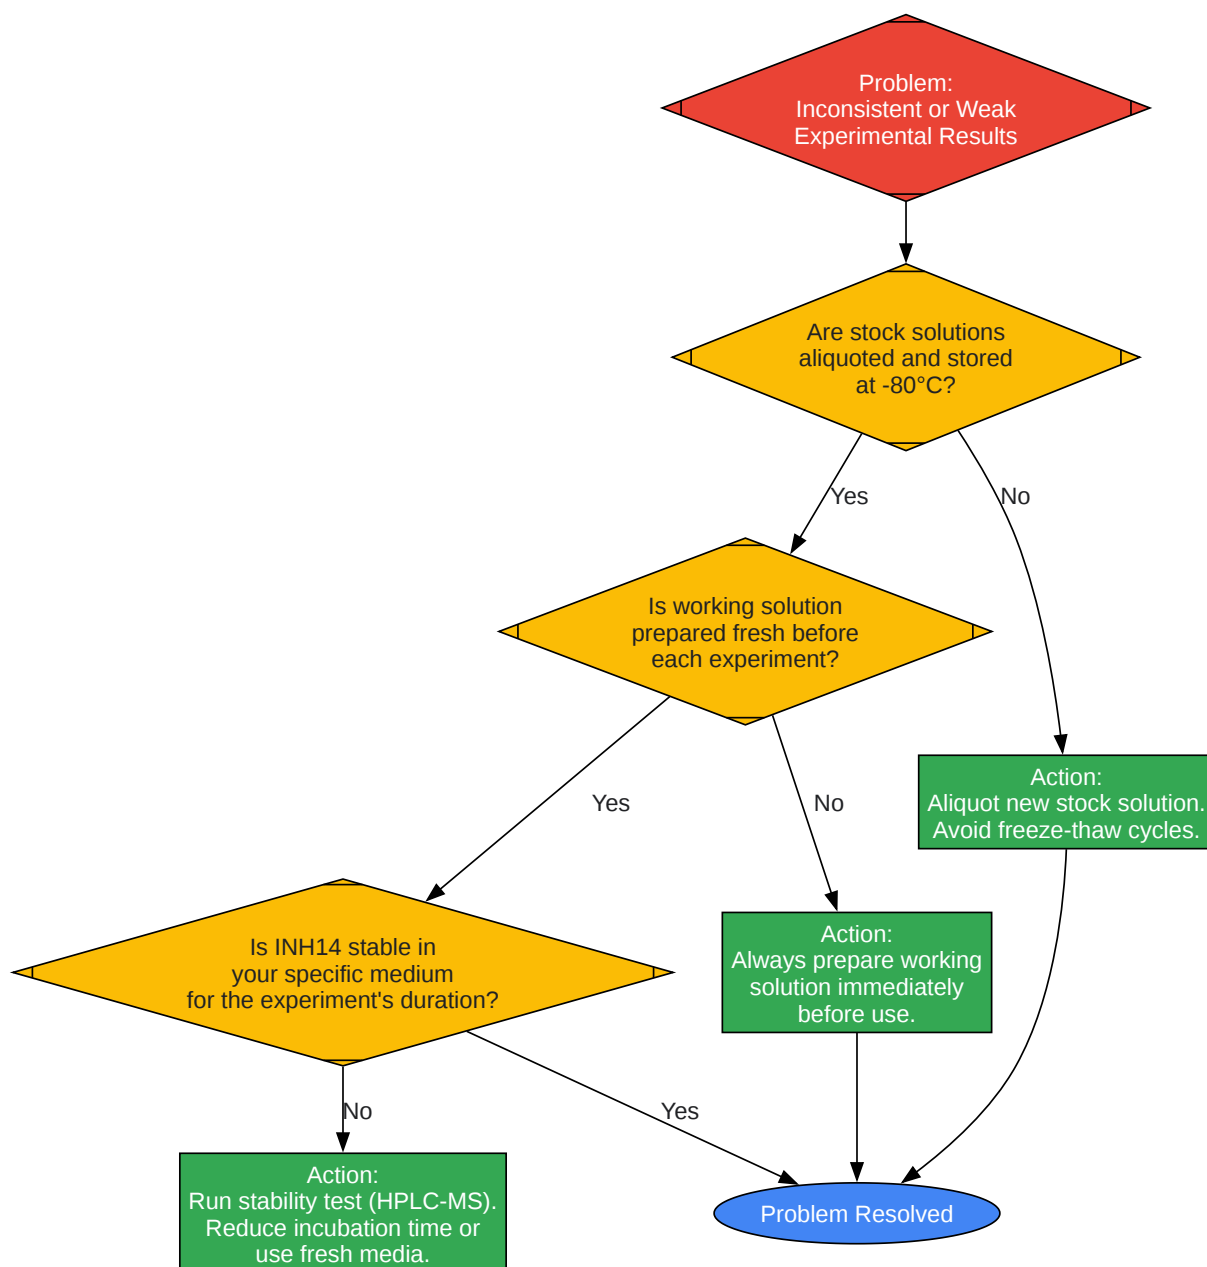 Problem:
Inconsistent or Weak
Experimental Results
Are stock solutions
aliquoted and stored
at -80°C?
Yes
No
Is working solution
prepared fresh before
each experiment?
Yes
No
Action:
Aliquot new stock solution.
Avoid freeze-thaw cycles.
Is INH14 stable in
your specific medium
for the experiment's duration?
Action:
Always prepare working
solution immediately
before use.
No
Yes
Action:
Run stability test (HPLC-MS).
Reduce incubation time or
use fresh media.
Problem Resolved